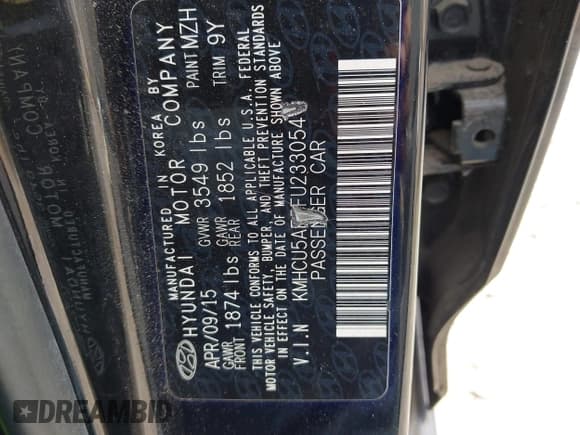 MANUFACTURED IN KOREA BY
HYUNDAI MOTOR COMPANY
APR/09/15 GVWR 3549 lbs PAINT MZH
GAWR FRONT 1874 lbs GAWR REAR 1852 lbs TRIM 9Y
THIS VEHICLE CONFORMS TO ALL APPLICABLE U.S.A. FEDERAL
MOTOR VEHICLE SAFETY, BUMPER, AND THEFT PREVENTION STANDARDS
IN EFFECT ON THE DATE OF MANUFACTURE SHOWN ABOVE
V.I.N
PASSENGER CAR
DREAMBID